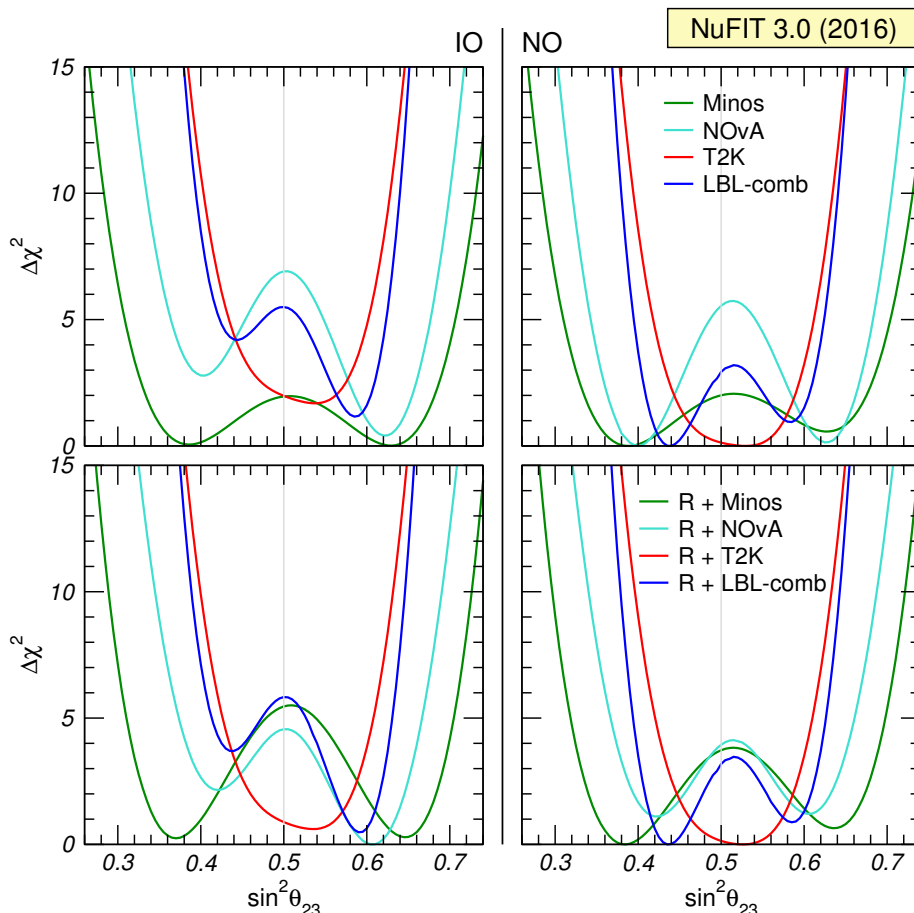 NuFIT 3.0 (2016)
IO
NO
15
10
5
0
Δχ²
Minos
NOvA
T2K
LBL-comb
15
10
5
0
Δχ²
R + Minos
R + NOvA
R + T2K
R + LBL-comb
0.3 0.4 0.5 0.6 0.7
0.3 0.4 0.5 0.6 0.7
sin²θ₂₃
sin²θ₂₃